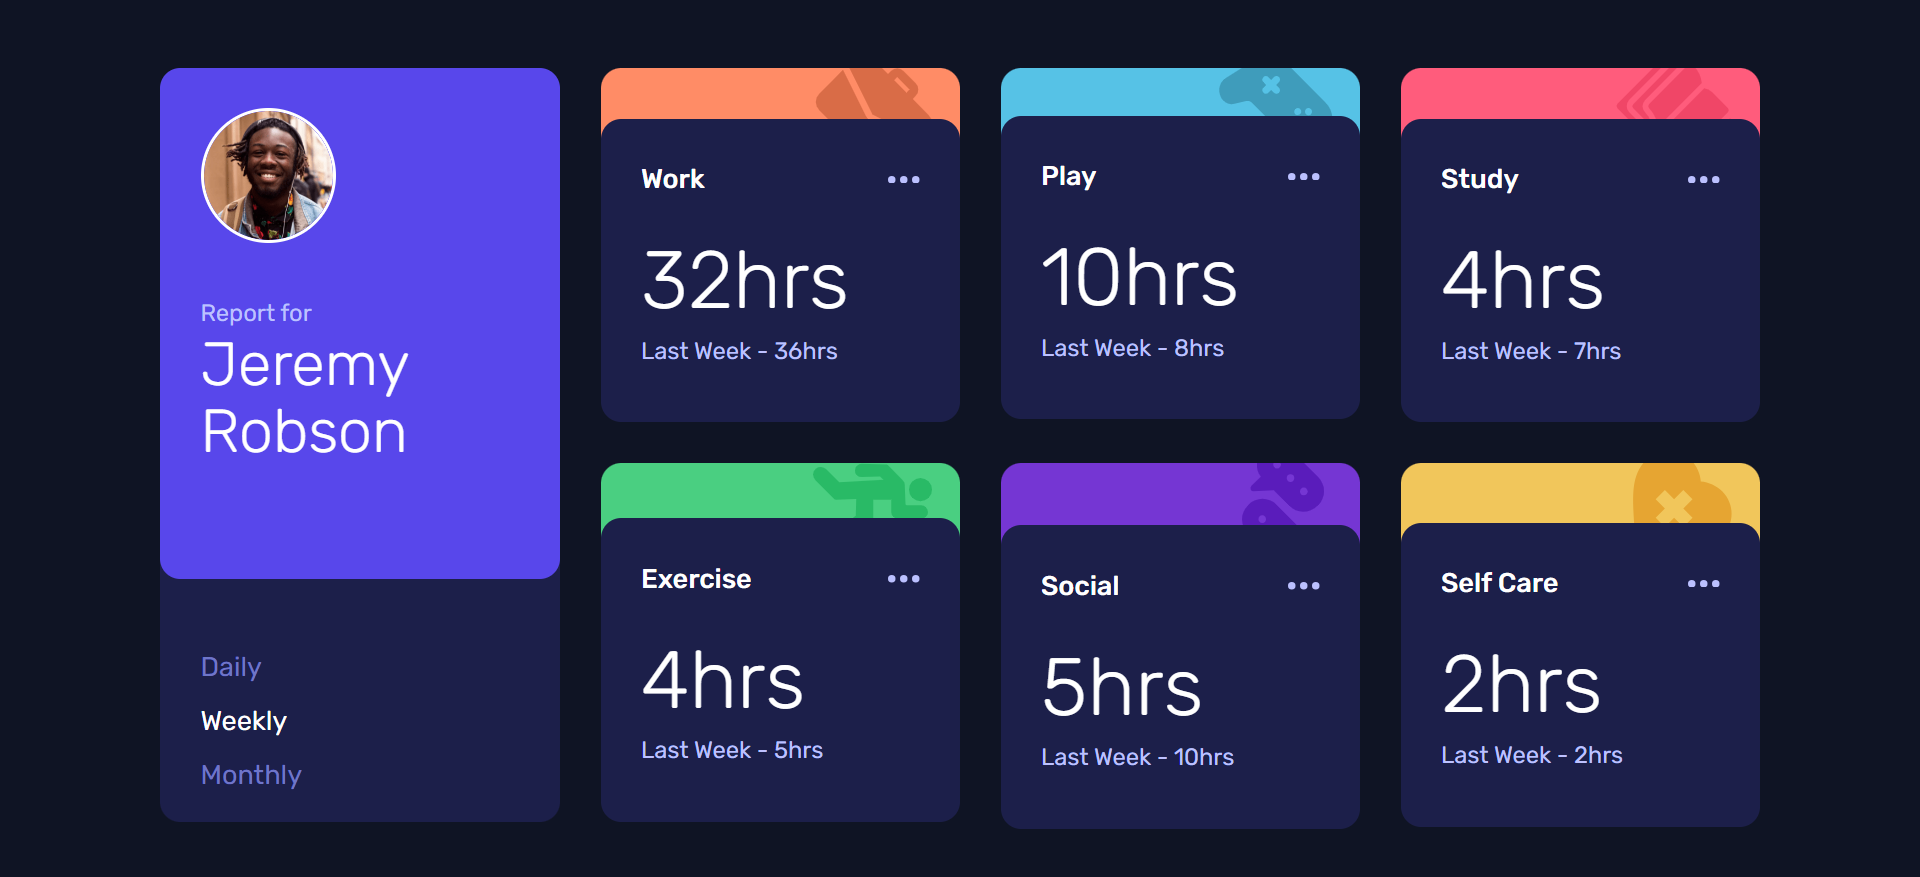 Report for
Jeremy
Robson
Daily
Weekly
Monthly
Work
32hrs
Last Week - 36hrs
Play
10hrs
Last Week - 8hrs
Study
4hrs
Last Week - 7hrs
Exercise
4hrs
Last Week - 5hrs
Social
5hrs
Last Week - 10hrs
Self Care
2hrs
Last Week - 2hrs